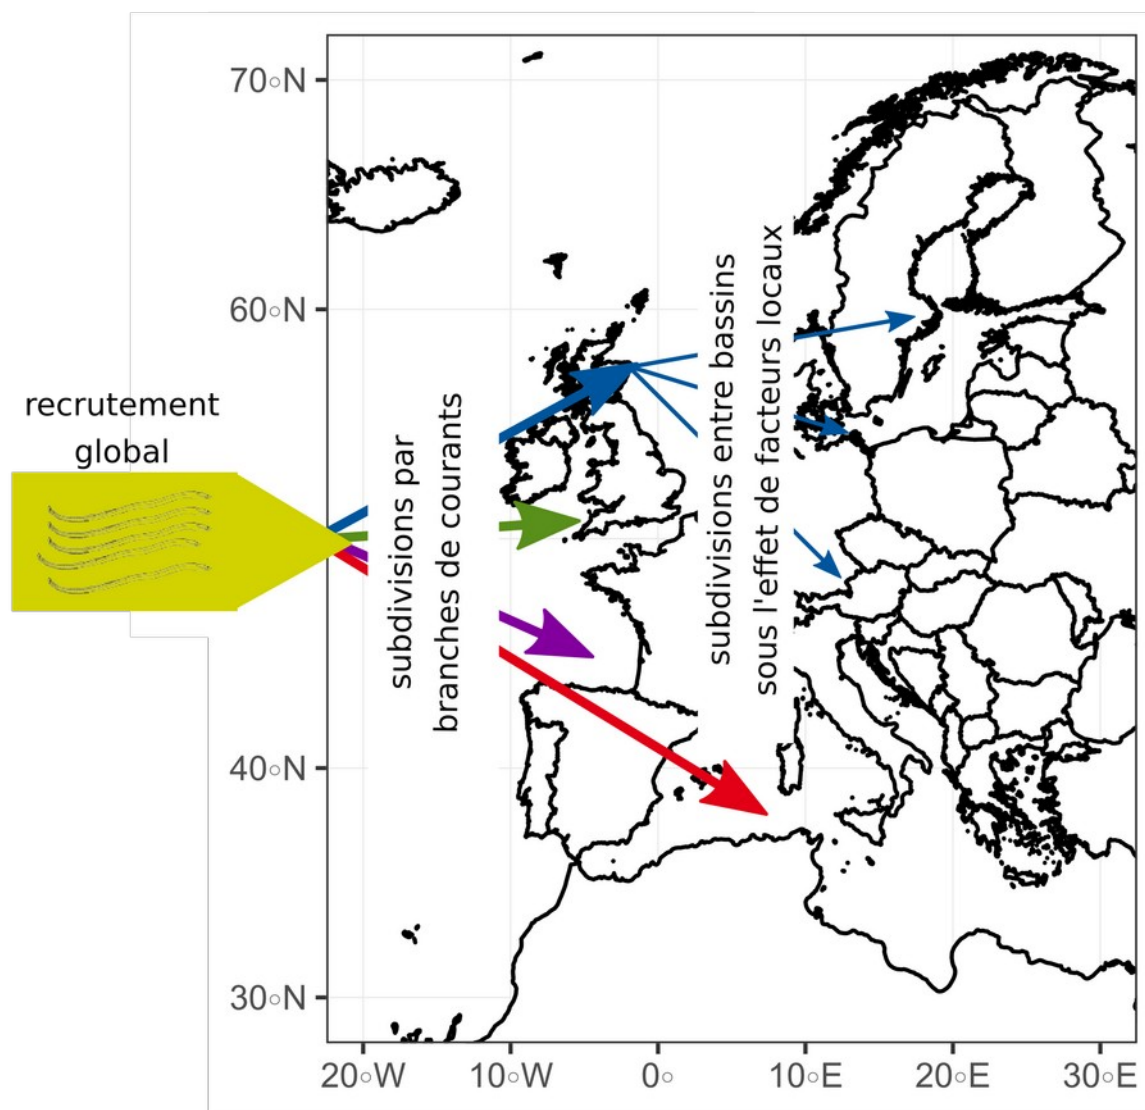 70◦N
60◦N
40◦N
30◦N
recrutement
global
subdivisions par
branches de courants
subdivisions entre bassins
sous l'effet de facteurs locaux
20◦W
10◦W
0◦
10◦E
20◦E
30◦E